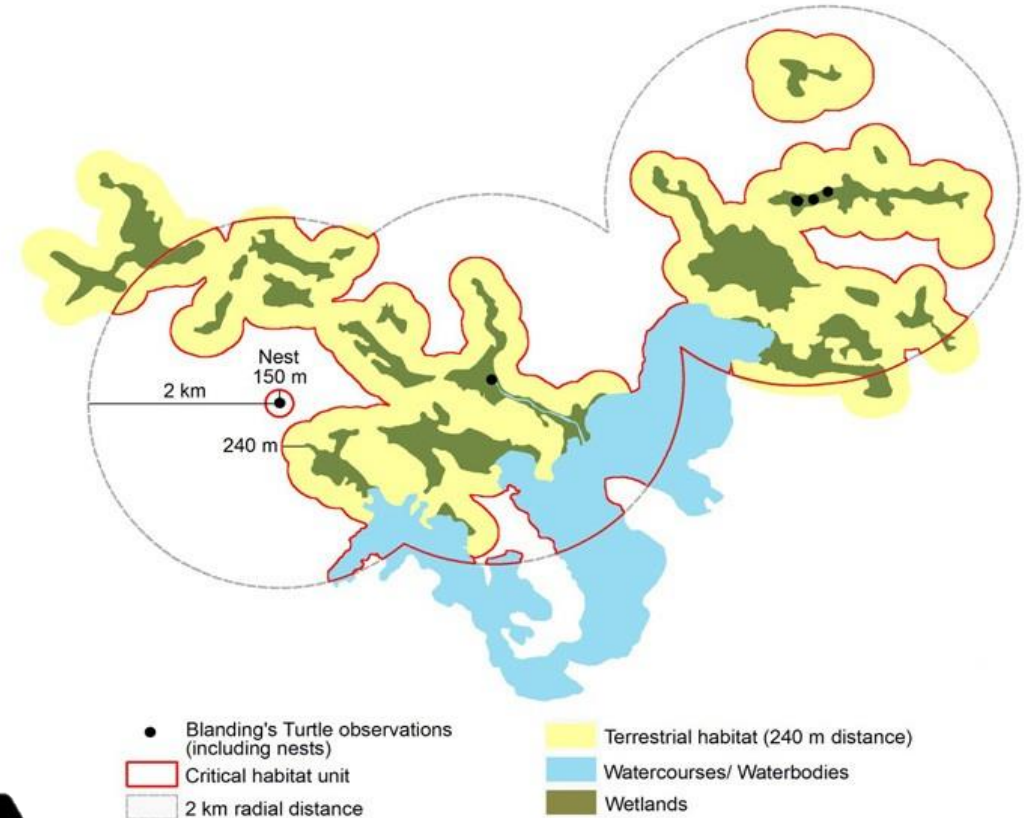 Nest
150 m
2 km
240 m
Blanding's Turtle observations
(including nests)
Critical habitat unit
2 km radial distance
Terrestrial habitat (240 m distance)
Watercourses/ Waterbodies
Wetlands